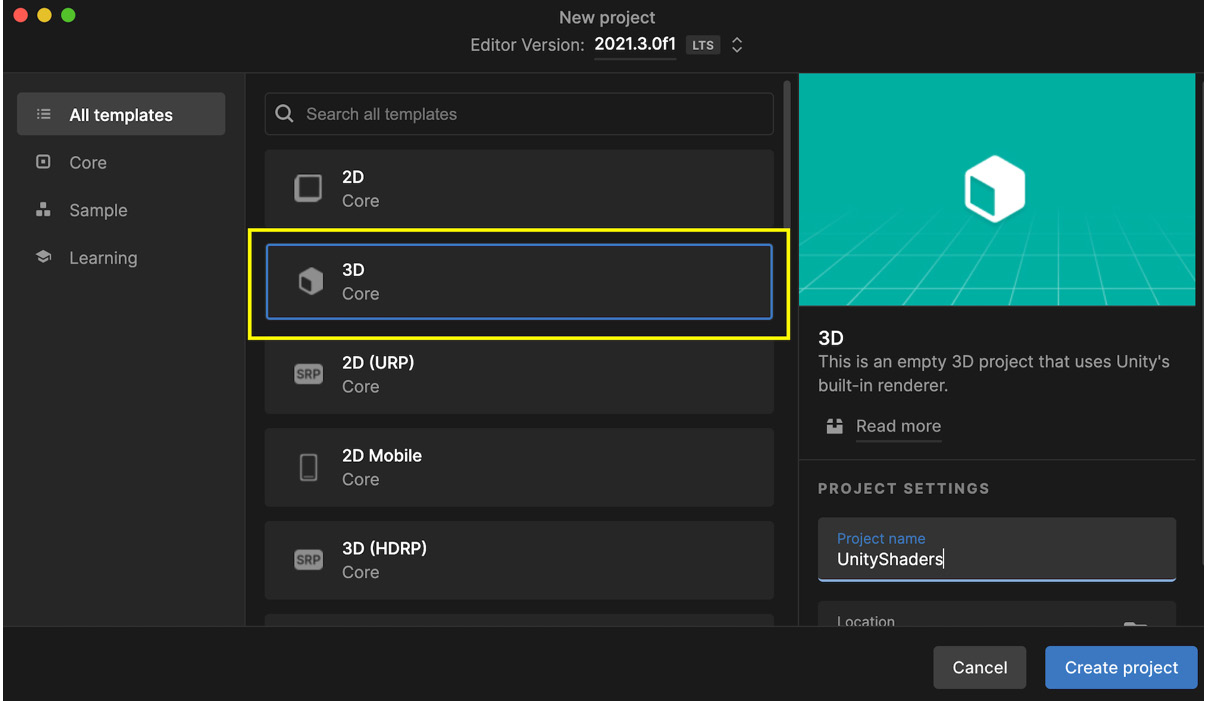 New project
Editor Version: 2021.3.0f1 LTS
All templates
Core
Sample
Learning
Search all templates
2D
Core
3D
Core
SRP
2D (URP)
Core
2D Mobile
Core
SRP
3D (HDRP)
Core
3D
This is an empty 3D project that uses Unity's
built-in renderer.
Read more
PROJECT SETTINGS
Project name
UnityShaders
Location
Cancel
Create project